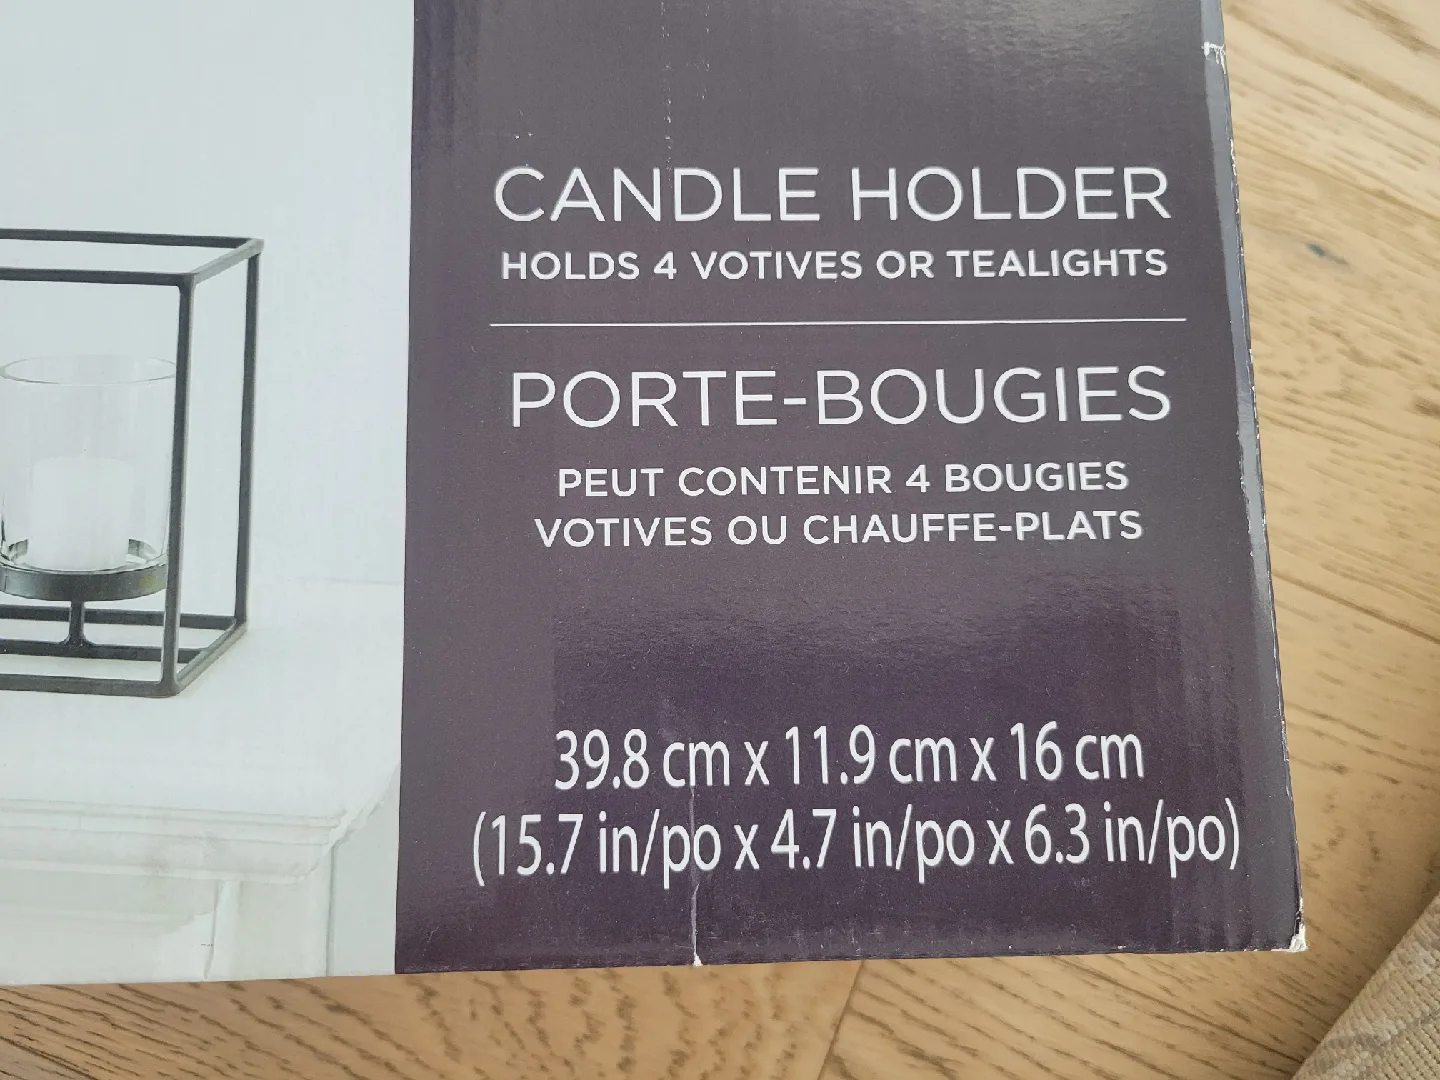 CANDLE HOLDER
HOLDS 4 VOTIVES OR TEALIGHTS
PORTE-BOUGIES
PEUT CONTENIR 4 BOUGIES
VOTIVES OU CHAUFFE-PLATS
39.8 cm x 11.9 cm x 16 cm
(15.7 in/po x 4.7 in/po x 6.3 in/po)